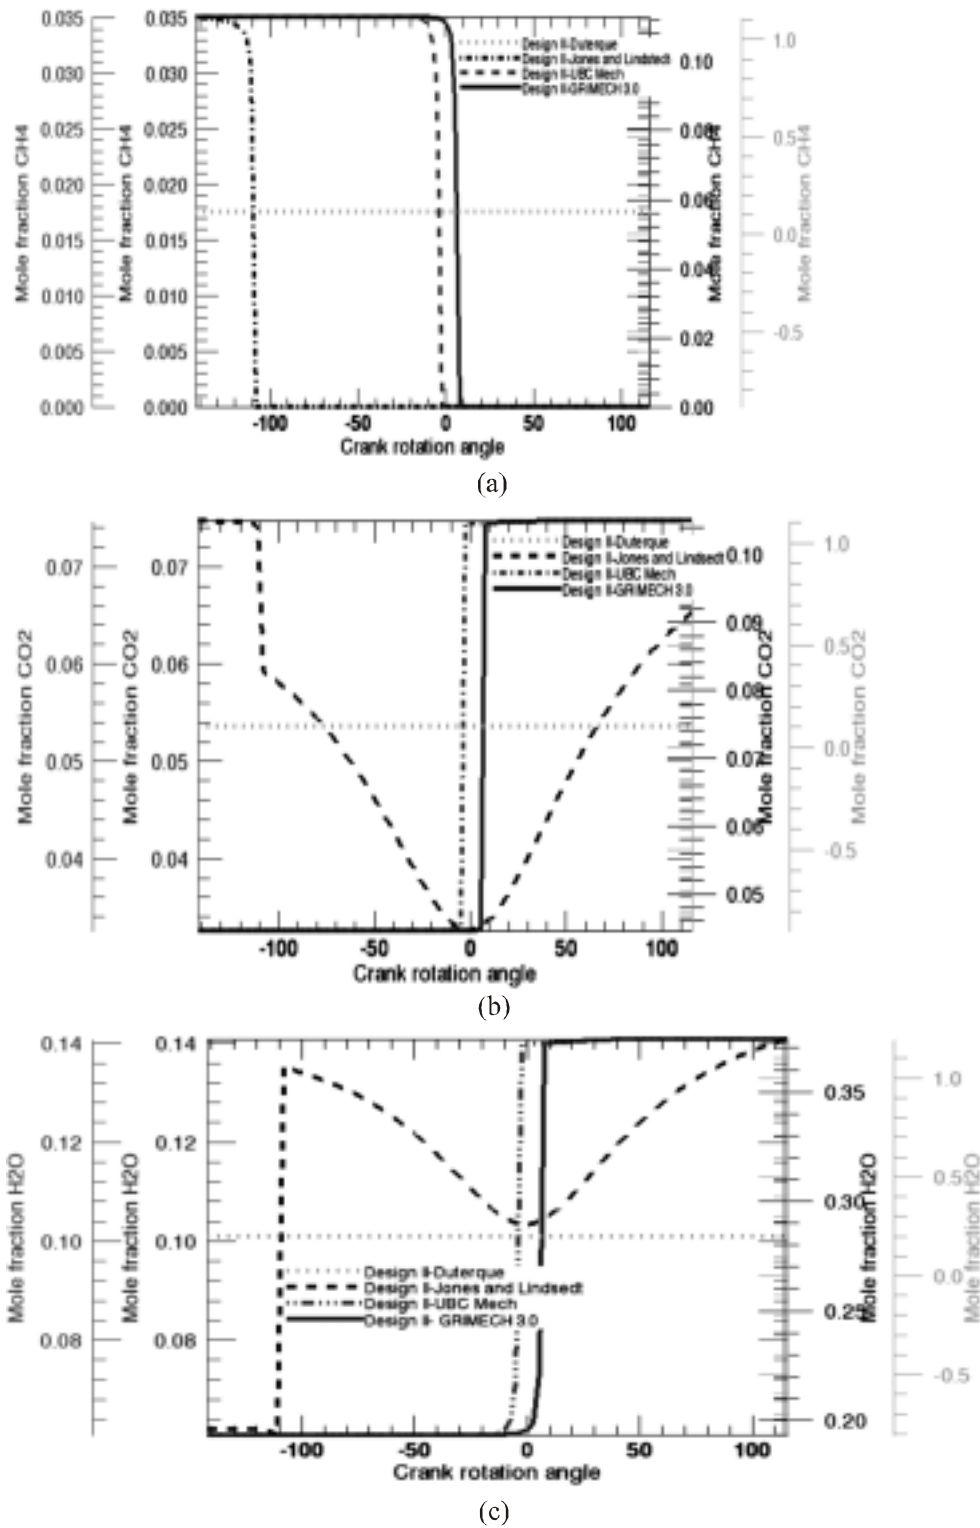 0.035 0.035
0.030 0.030
0.025 0.025
0.020 0.020
0.015 0.015
0.010 0.010
0.005 0.005
0.000 0.000
Mole fraction CH4
Mole fraction CH4
Design II-Duterque
Design II-Jones and Lindstedt
Design II-UBC Mech
Design II-GRIMECH 3.0
0.10
0.08
0.06
0.04
0.02
0.00
Mole fraction CH4
1.0
0.5
0.0
-0.5
Mole fraction CH4
-100 -50 0 50 100
Crank rotation angle
(a)
0.07 0.07
0.06 0.06
0.05 0.05
0.04 0.04
Mole fraction CO2
Mole fraction CO2
Design II-Duterque
Design II-Jones and Lindsedt
Design II-UBC Mech
Design II-GRIMECH 3.0
0.10
0.09
0.08
0.07
0.06
0.05
Mole fraction CO2
1.0
0.5
0.0
-0.5
Mole fraction CO2
-100 -50 0 50 100
Crank rotation angle
(b)
0.14 0.14
0.12 0.12
0.10 0.10
0.08 0.08
Mole fraction H2O
Mole fraction H2O
Design II-Duterque
Design II-Jones and Lindsedt
Design II-UBC Mech
Design II- GRIMECH 3.0
0.35
0.30
0.25
0.20
Mole fraction H2O
1.0
0.5
0.0
-0.5
Mole fraction H2O
-100 -50 0 50 100
Crank rotation angle
(c)